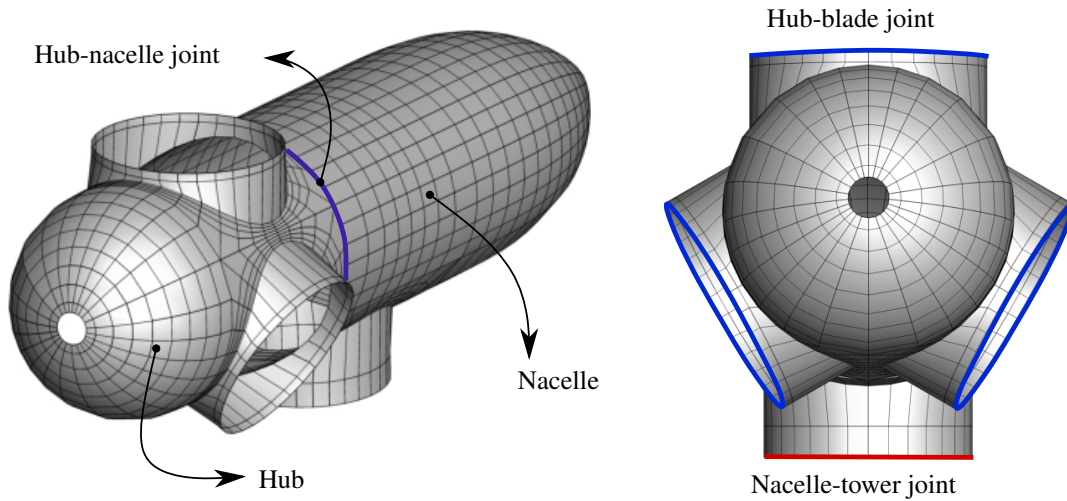 Hub-nacelle joint
Nacelle
Hub
Hub-blade joint
Nacelle-tower joint